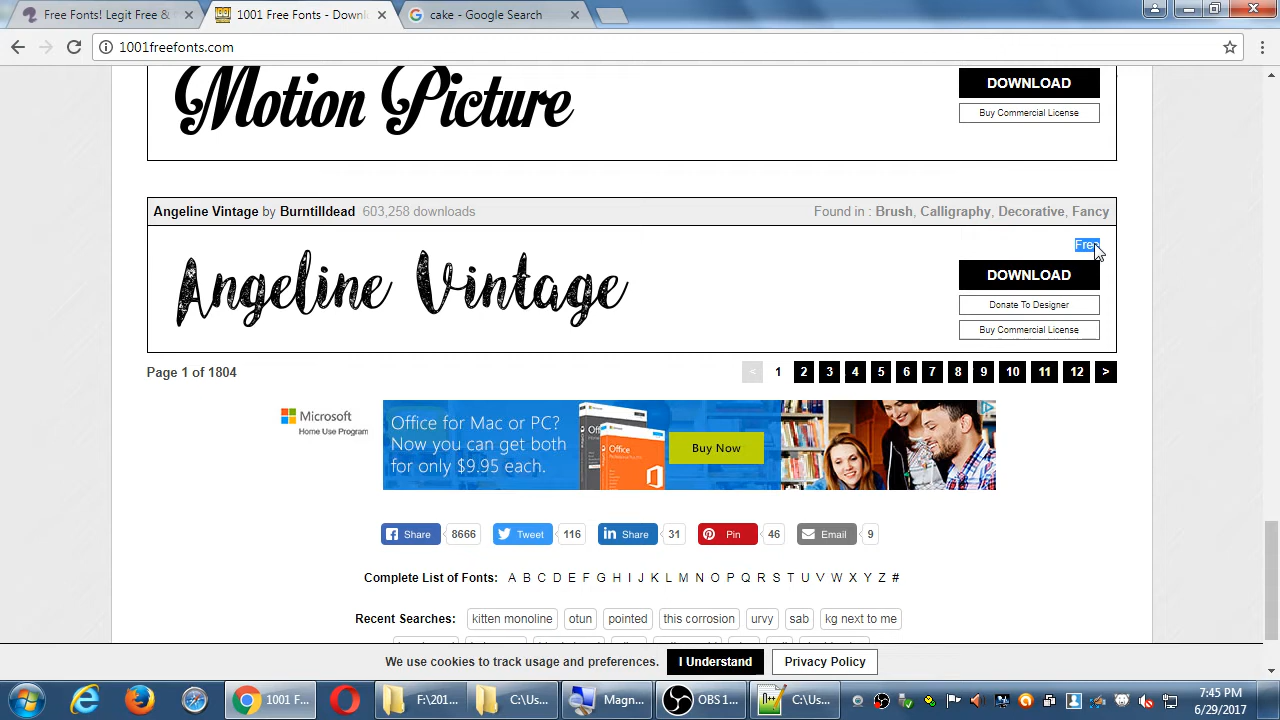 Free Fonts! Legit Free &
1001 Free Fonts - Downl
cake - Google Search
1001freefonts.com
Motion Picture
DOWNLOAD
Buy Commercial License
Angeline Vintage by Burntilldead 603,258 downloads
Found in : Brush, Calligraphy, Decorative, Fancy
Free
Angeline Vintage
DOWNLOAD
Donate To Designer
Buy Commercial License
Page 1 of 1804
< 1 2 3 4 5 6 7 8 9 10 11 12 >
Microsoft
Home Use Program
Office for Mac or PC?
Now you can get both
for only $9.95 each.
Office
Buy Now
Share 8666 Tweet 116 Share 31 Pin 46 Email 9
Complete List of Fonts: A B C D E F G H I J K L M N O P Q R S T U V W X Y Z #
Recent Searches: kitten monoline otun pointed this corrosion urvy sab kg next to me
We use cookies to track usage and preferences. I Understand Privacy Policy
1001 F...
F:\201...
C:\Us...
Magn...
OBS 1...
C:\Us...
7:45 PM
6/29/2017